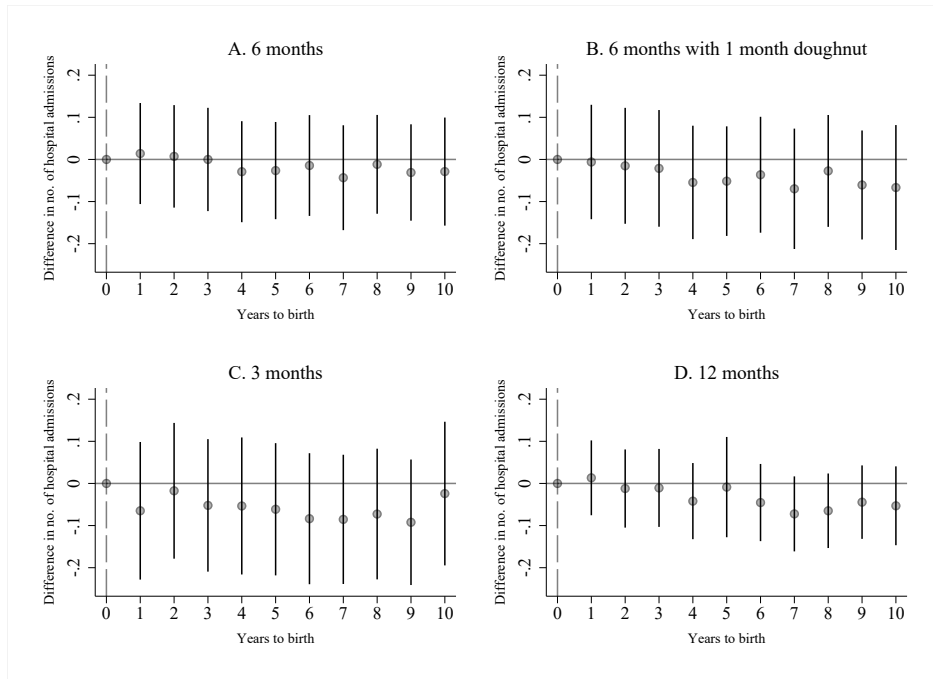 A. 6 months
Difference in no. of hospital admissions
.2
.1
0
-.1
-.2
0 1 2 3 4 5 6 7 8 9 10
Years to birth
B. 6 months with 1 month doughnut
Difference in no. of hospital admissions
.2
.1
0
-.1
-.2
0 1 2 3 4 5 6 7 8 9 10
Years to birth
C. 3 months
Difference in no. of hospital admissions
.2
.1
0
-.1
-.2
0 1 2 3 4 5 6 7 8 9 10
Years to birth
D. 12 months
Difference in no. of hospital admissions
.2
.1
0
-.1
-.2
0 1 2 3 4 5 6 7 8 9 10
Years to birth